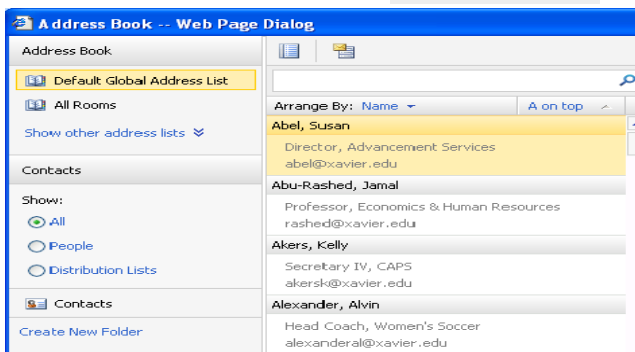 Address Book -- Web Page Dialog
Address Book
Default Global Address List
All Rooms
Show other address lists
Contacts
Show:
All
People
Distribution Lists
Contacts
Create New Folder
Arrange By: Name
A on top
Abel, Susan
Director, Advancement Services
abel@xavier.edu
Abu-Rashed, Jamal
Professor, Economics & Human Resources
rashed@xavier.edu
Akers, Kelly
Secretary IV, CAPS
akersk@xavier.edu
Alexander, Alvin
Head Coach, Women's Soccer
alexanderal@xavier.edu